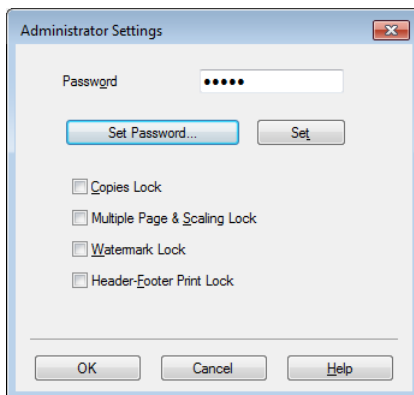 Administrator Settings
Password •••••
Set Password... Set
Copies Lock
Multiple Page & Scaling Lock
Watermark Lock
Header-Footer Print Lock
OK Cancel Help